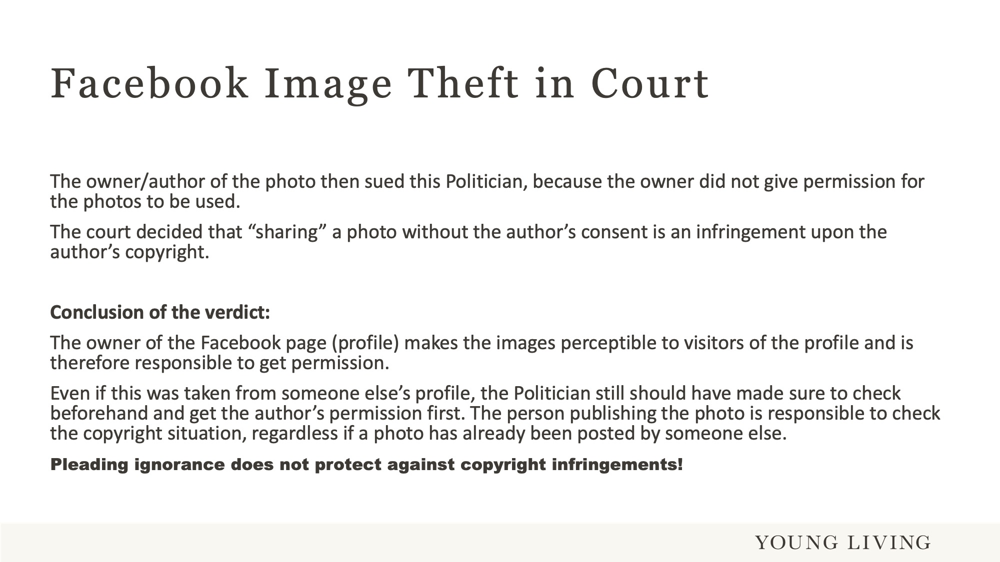 Facebook Image Theft in Court
The owner/author of the photo then sued this Politician, because the owner did not give permission for
the photos to be used.
The court decided that “sharing” a photo without the author’s consent is an infringement upon the
author’s copyright.
Conclusion of the verdict:
The owner of the Facebook page (profile) makes the images perceptible to visitors of the profile and is
therefore responsible to get permission.
Even if this was taken from someone else’s profile, the Politician still should have made sure to check
beforehand and get the author’s permission first. The person publishing the photo is responsible to check
the copyright situation, regardless if a photo has already been posted by someone else.
Pleading ignorance does not protect against copyright infringements!
YOUNG LIVING